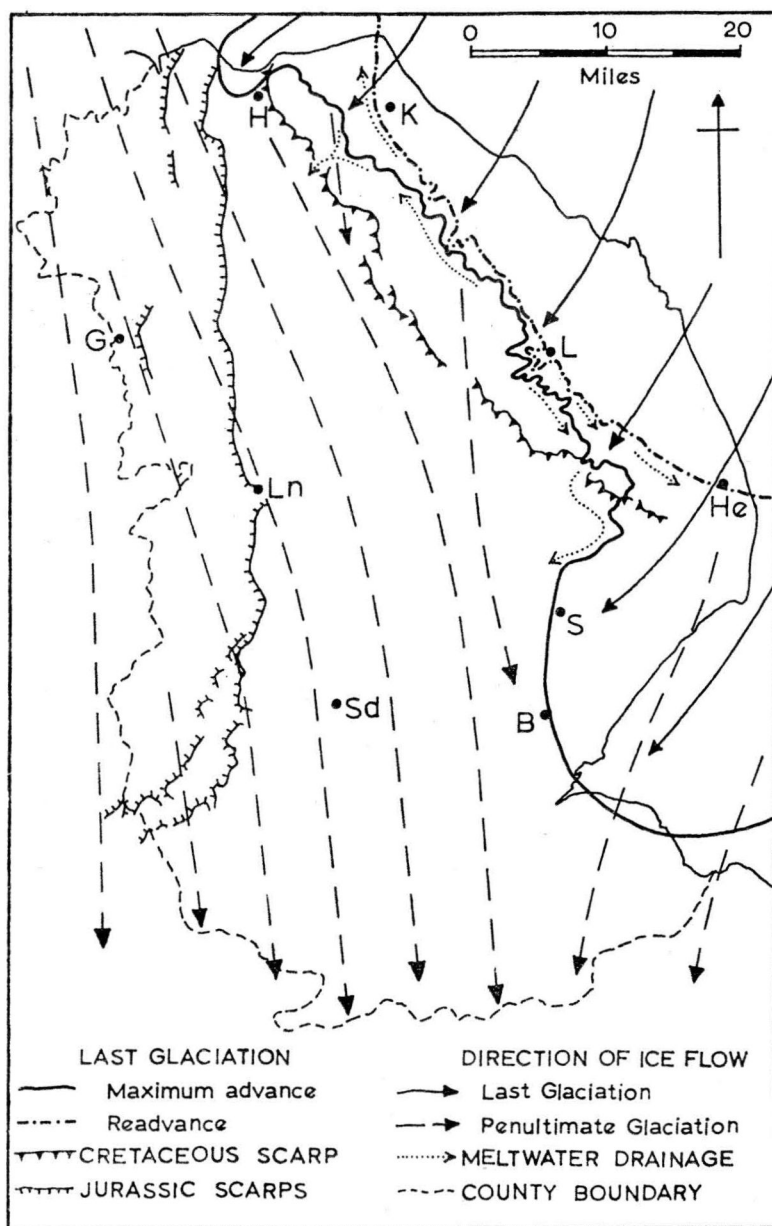 0 10 20
Miles
K
H
G
L
Ln
He
S
Sd
B
LAST GLACIATION
Maximum advance
Readvance
CRETACEOUS SCARP
JURASSIC SCARPS
DIRECTION OF ICE FLOW
Last Glaciation
Penultimate Glaciation
MELTWATER DRAINAGE
COUNTY BOUNDARY